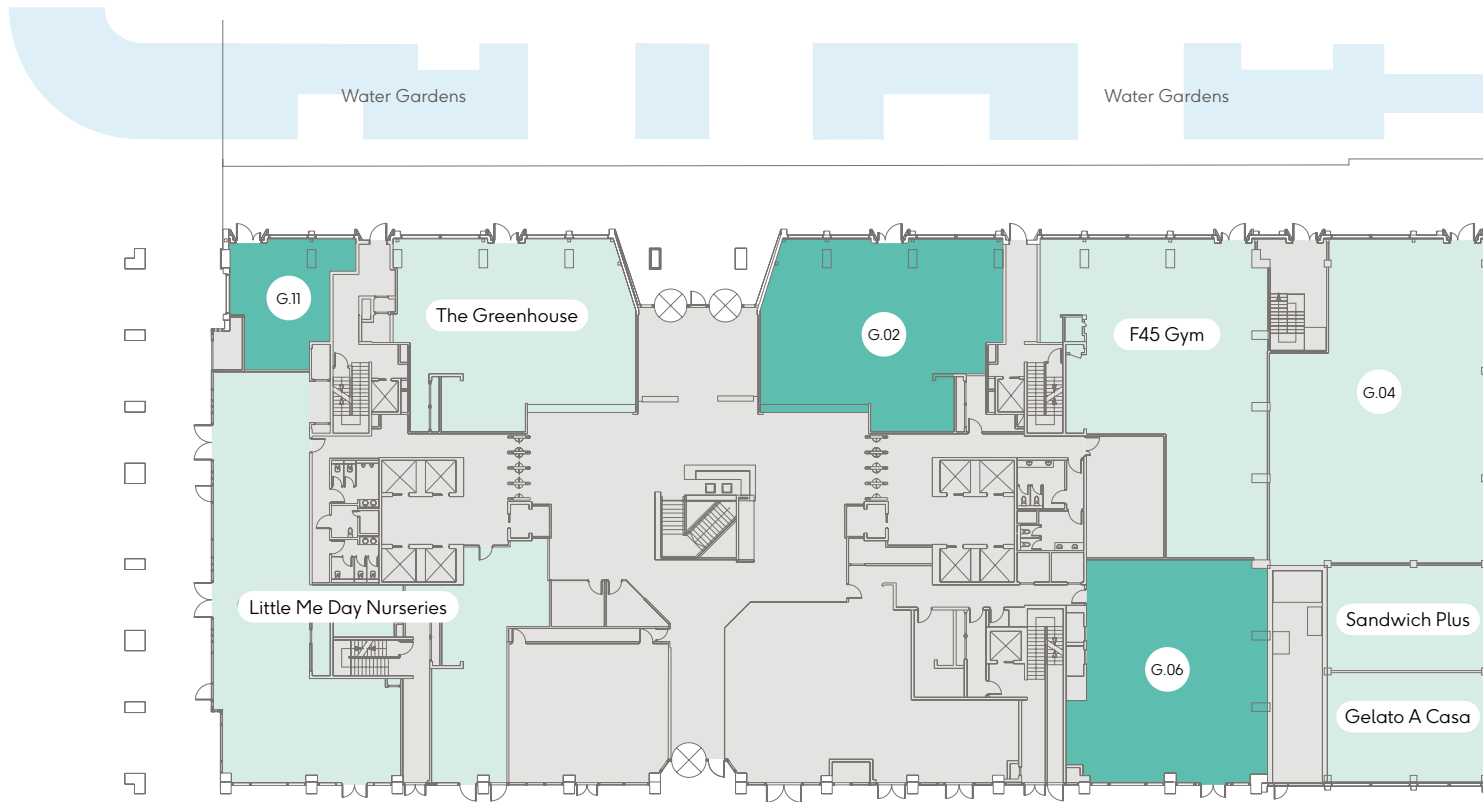 Water Gardens
Water Gardens
G.11
The Greenhouse
G.02
F45 Gym
G.04
Little Me Day Nurseries
Sandwich Plus
G.06
Gelato A Casa